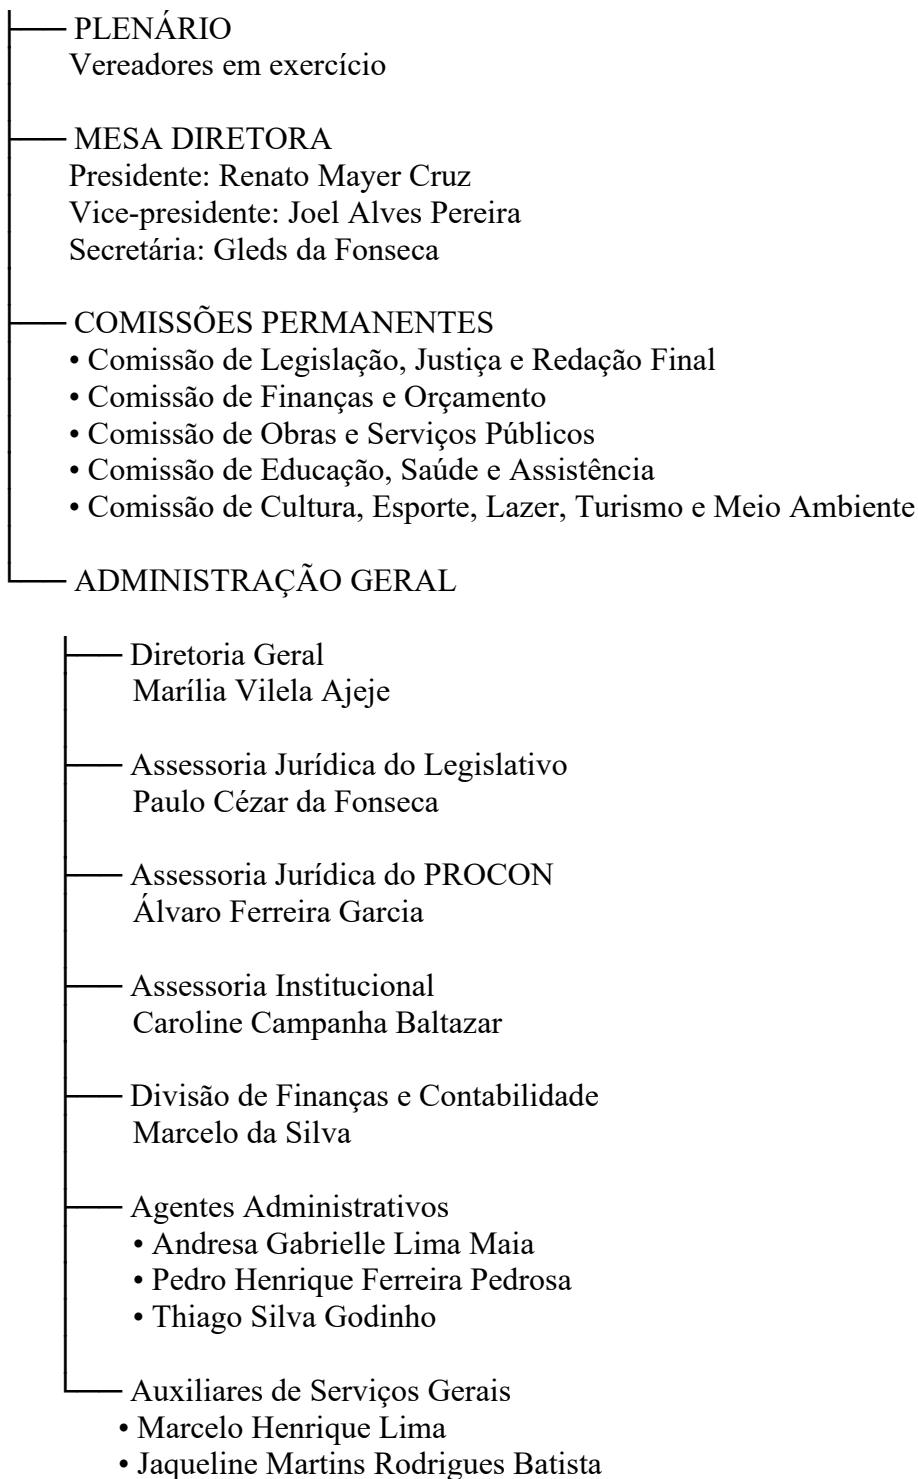 PLENÁRIO
Vereadores em exercício
MESA DIRETORA
Presidente: Renato Mayer Cruz
Vice-presidente: Joel Alves Pereira
Secretária: Gleds da Fonseca
COMISSÕES PERMANENTES
• Comissão de Legislação, Justiça e Redação Final
• Comissão de Finanças e Orçamento
• Comissão de Obras e Serviços Públicos
• Comissão de Educação, Saúde e Assistência
• Comissão de Cultura, Esporte, Lazer, Turismo e Meio Ambiente
ADMINISTRAÇÃO GERAL
Diretoria Geral
Marília Vilela Ajeje
Assessoria Jurídica do Legislativo
Paulo Cézar da Fonseca
Assessoria Jurídica do PROCON
Álvaro Ferreira Garcia
Assessoria Institucional
Caroline Campanha Baltazar
Divisão de Finanças e Contabilidade
Marcelo da Silva
Agentes Administrativos
• Andresa Gabrielle Lima Maia
• Pedro Henrique Ferreira Pedrosa
• Thiago Silva Godinho
Auxiliares de Serviços Gerais
• Marcelo Henrique Lima
• Jaqueline Martins Rodrigues Batista